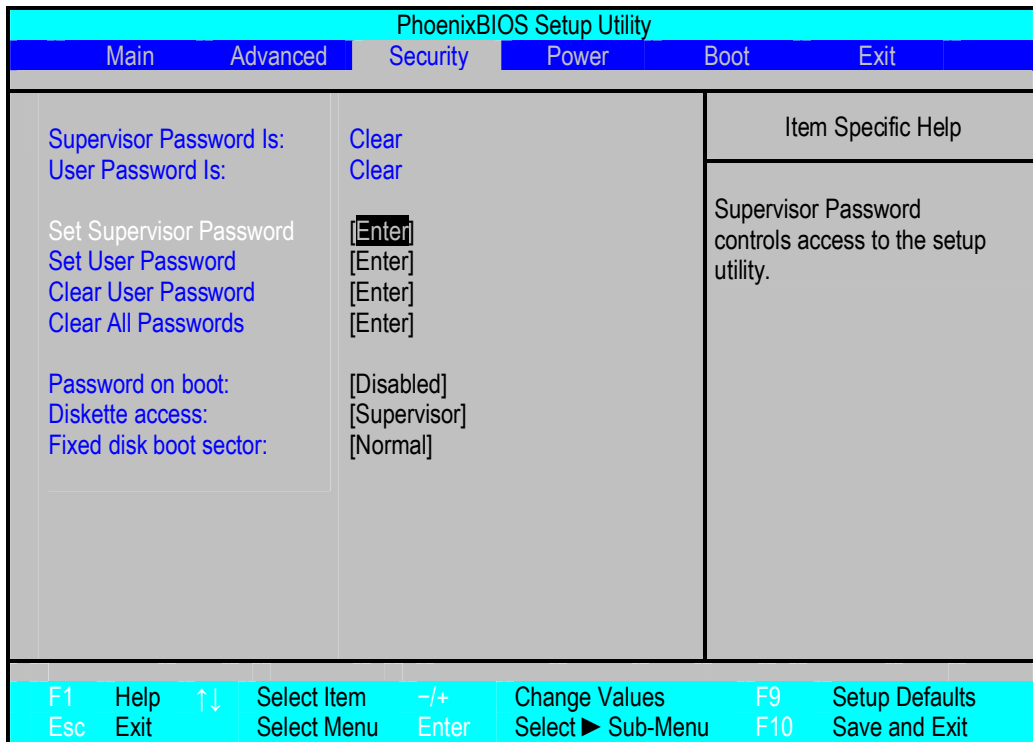 PhoenixBIOS Setup Utility
Main Advanced Security Power Boot Exit
Supervisor Password Is: Clear
User Password Is: Clear
Set Supervisor Password [Enter]
Set User Password [Enter]
Clear User Password [Enter]
Clear All Passwords [Enter]
Password on boot: [Disabled]
Diskette access: [Supervisor]
Fixed disk boot sector: [Normal]
Item Specific Help
Supervisor Password
controls access to the setup
utility.
F1 Help ↑↓ Select Item −/+ Change Values F9 Setup Defaults
Esc Exit Select Menu Enter Select ► Sub-Menu F10 Save and Exit